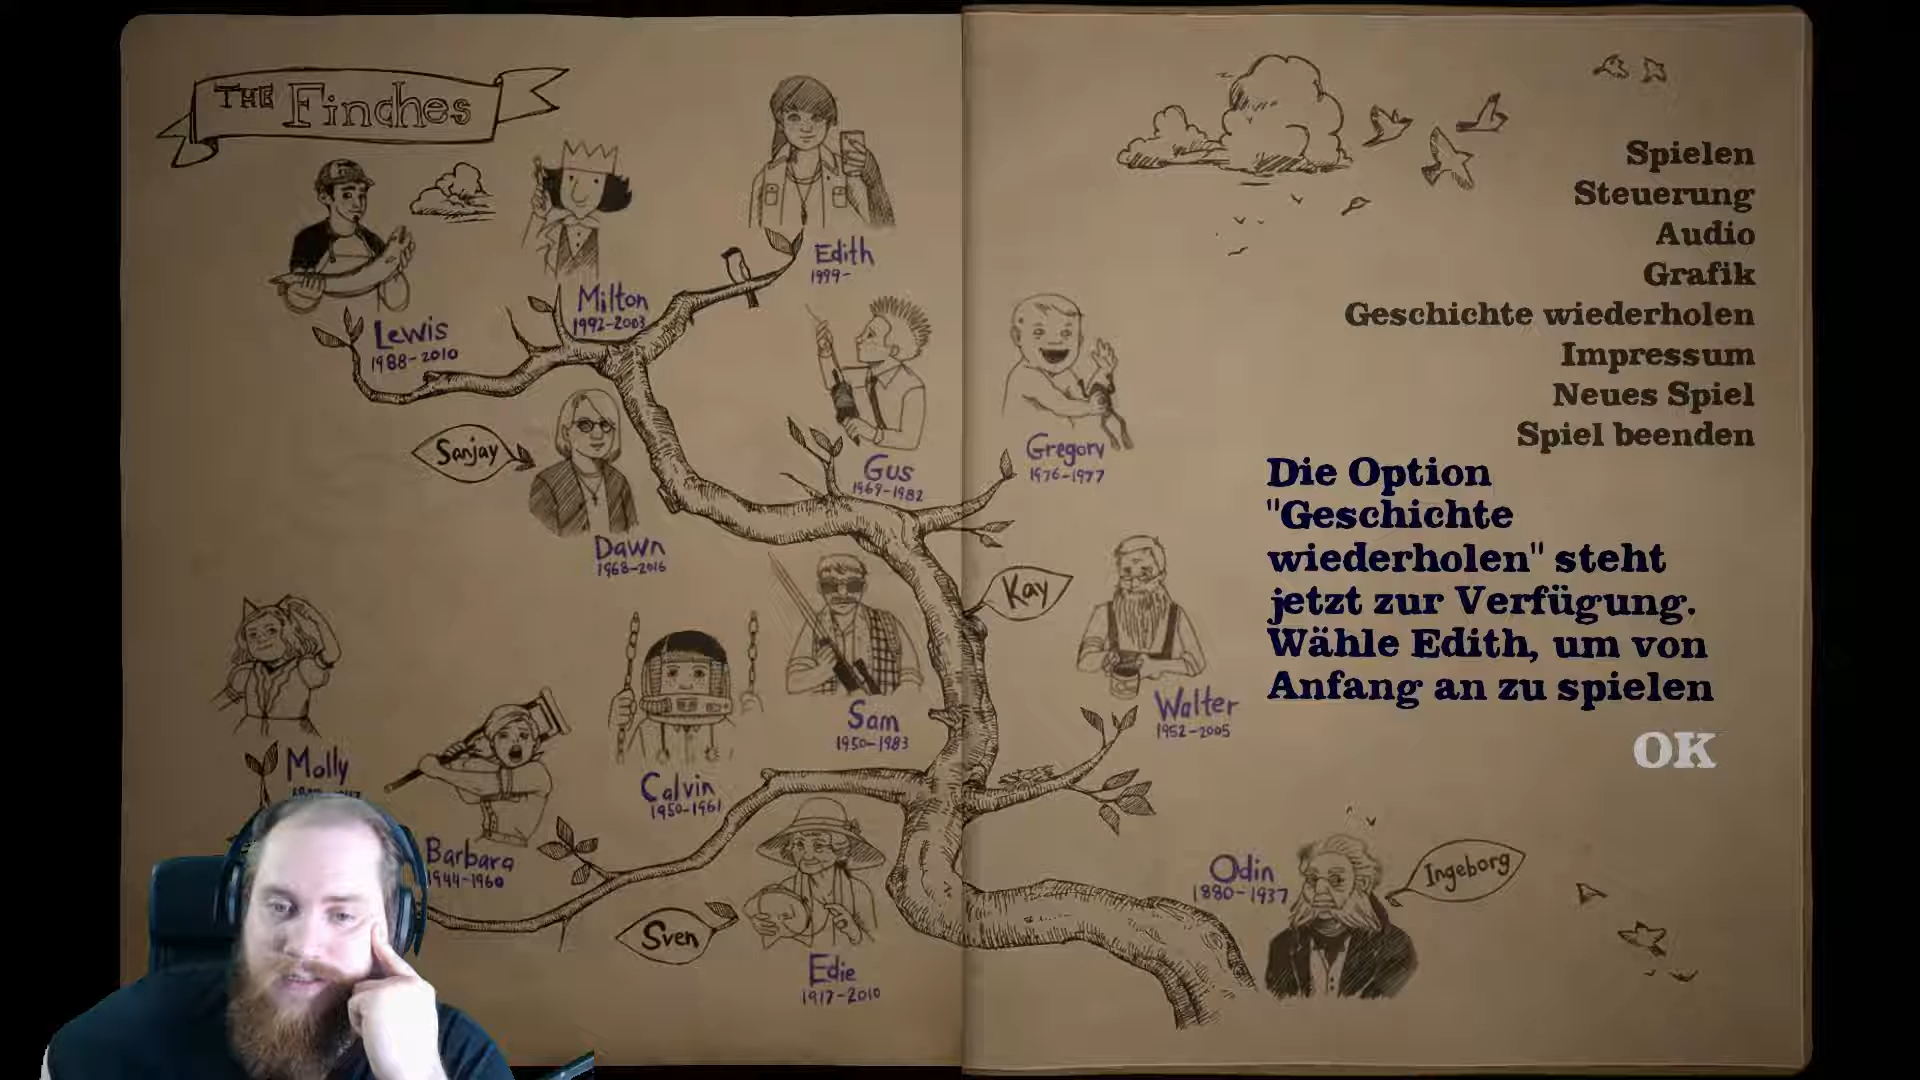 THE Finches
Edith
1999-
Milton
1992-2003
Lewis
1988-2010
Sanjay
Dawn
1968-2016
Gus
1969-1982
Gregory
1976-1977
Kay
Sam
1950-1983
Walter
1952-2005
Molly
Calvin
1950-1961
Barbara
1944-1960
Sven
Edie
1917-2010
Odin
1880-1937
Ingeborg
Spielen
Steuerung
Audio
Grafik
Geschichte wiederholen
Impressum
Neues Spiel
Spiel beenden
Die Option
"Geschichte
wiederholen" steht
jetzt zur Verfügung.
Wähle Edith, um von
Anfang an zu spielen
OK